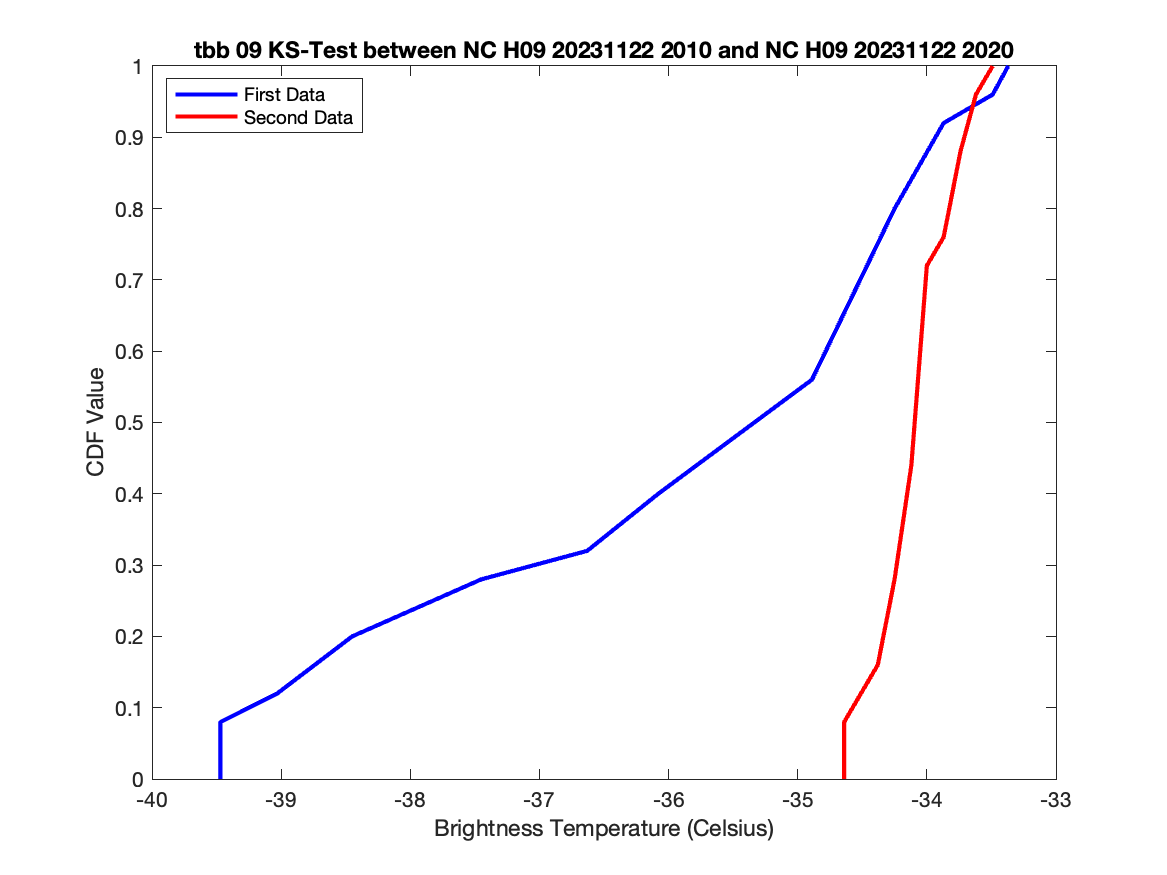 tbb 09 KS-Test between NC H09 20231122 2010 and NC H09 20231122 2020
First Data
Second Data
1
0.9
0.8
0.7
0.6
0.5
0.4
0.3
0.2
0.1
0
CDF Value
-40 -39 -38 -37 -36 -35 -34 -33
Brightness Temperature (Celsius)